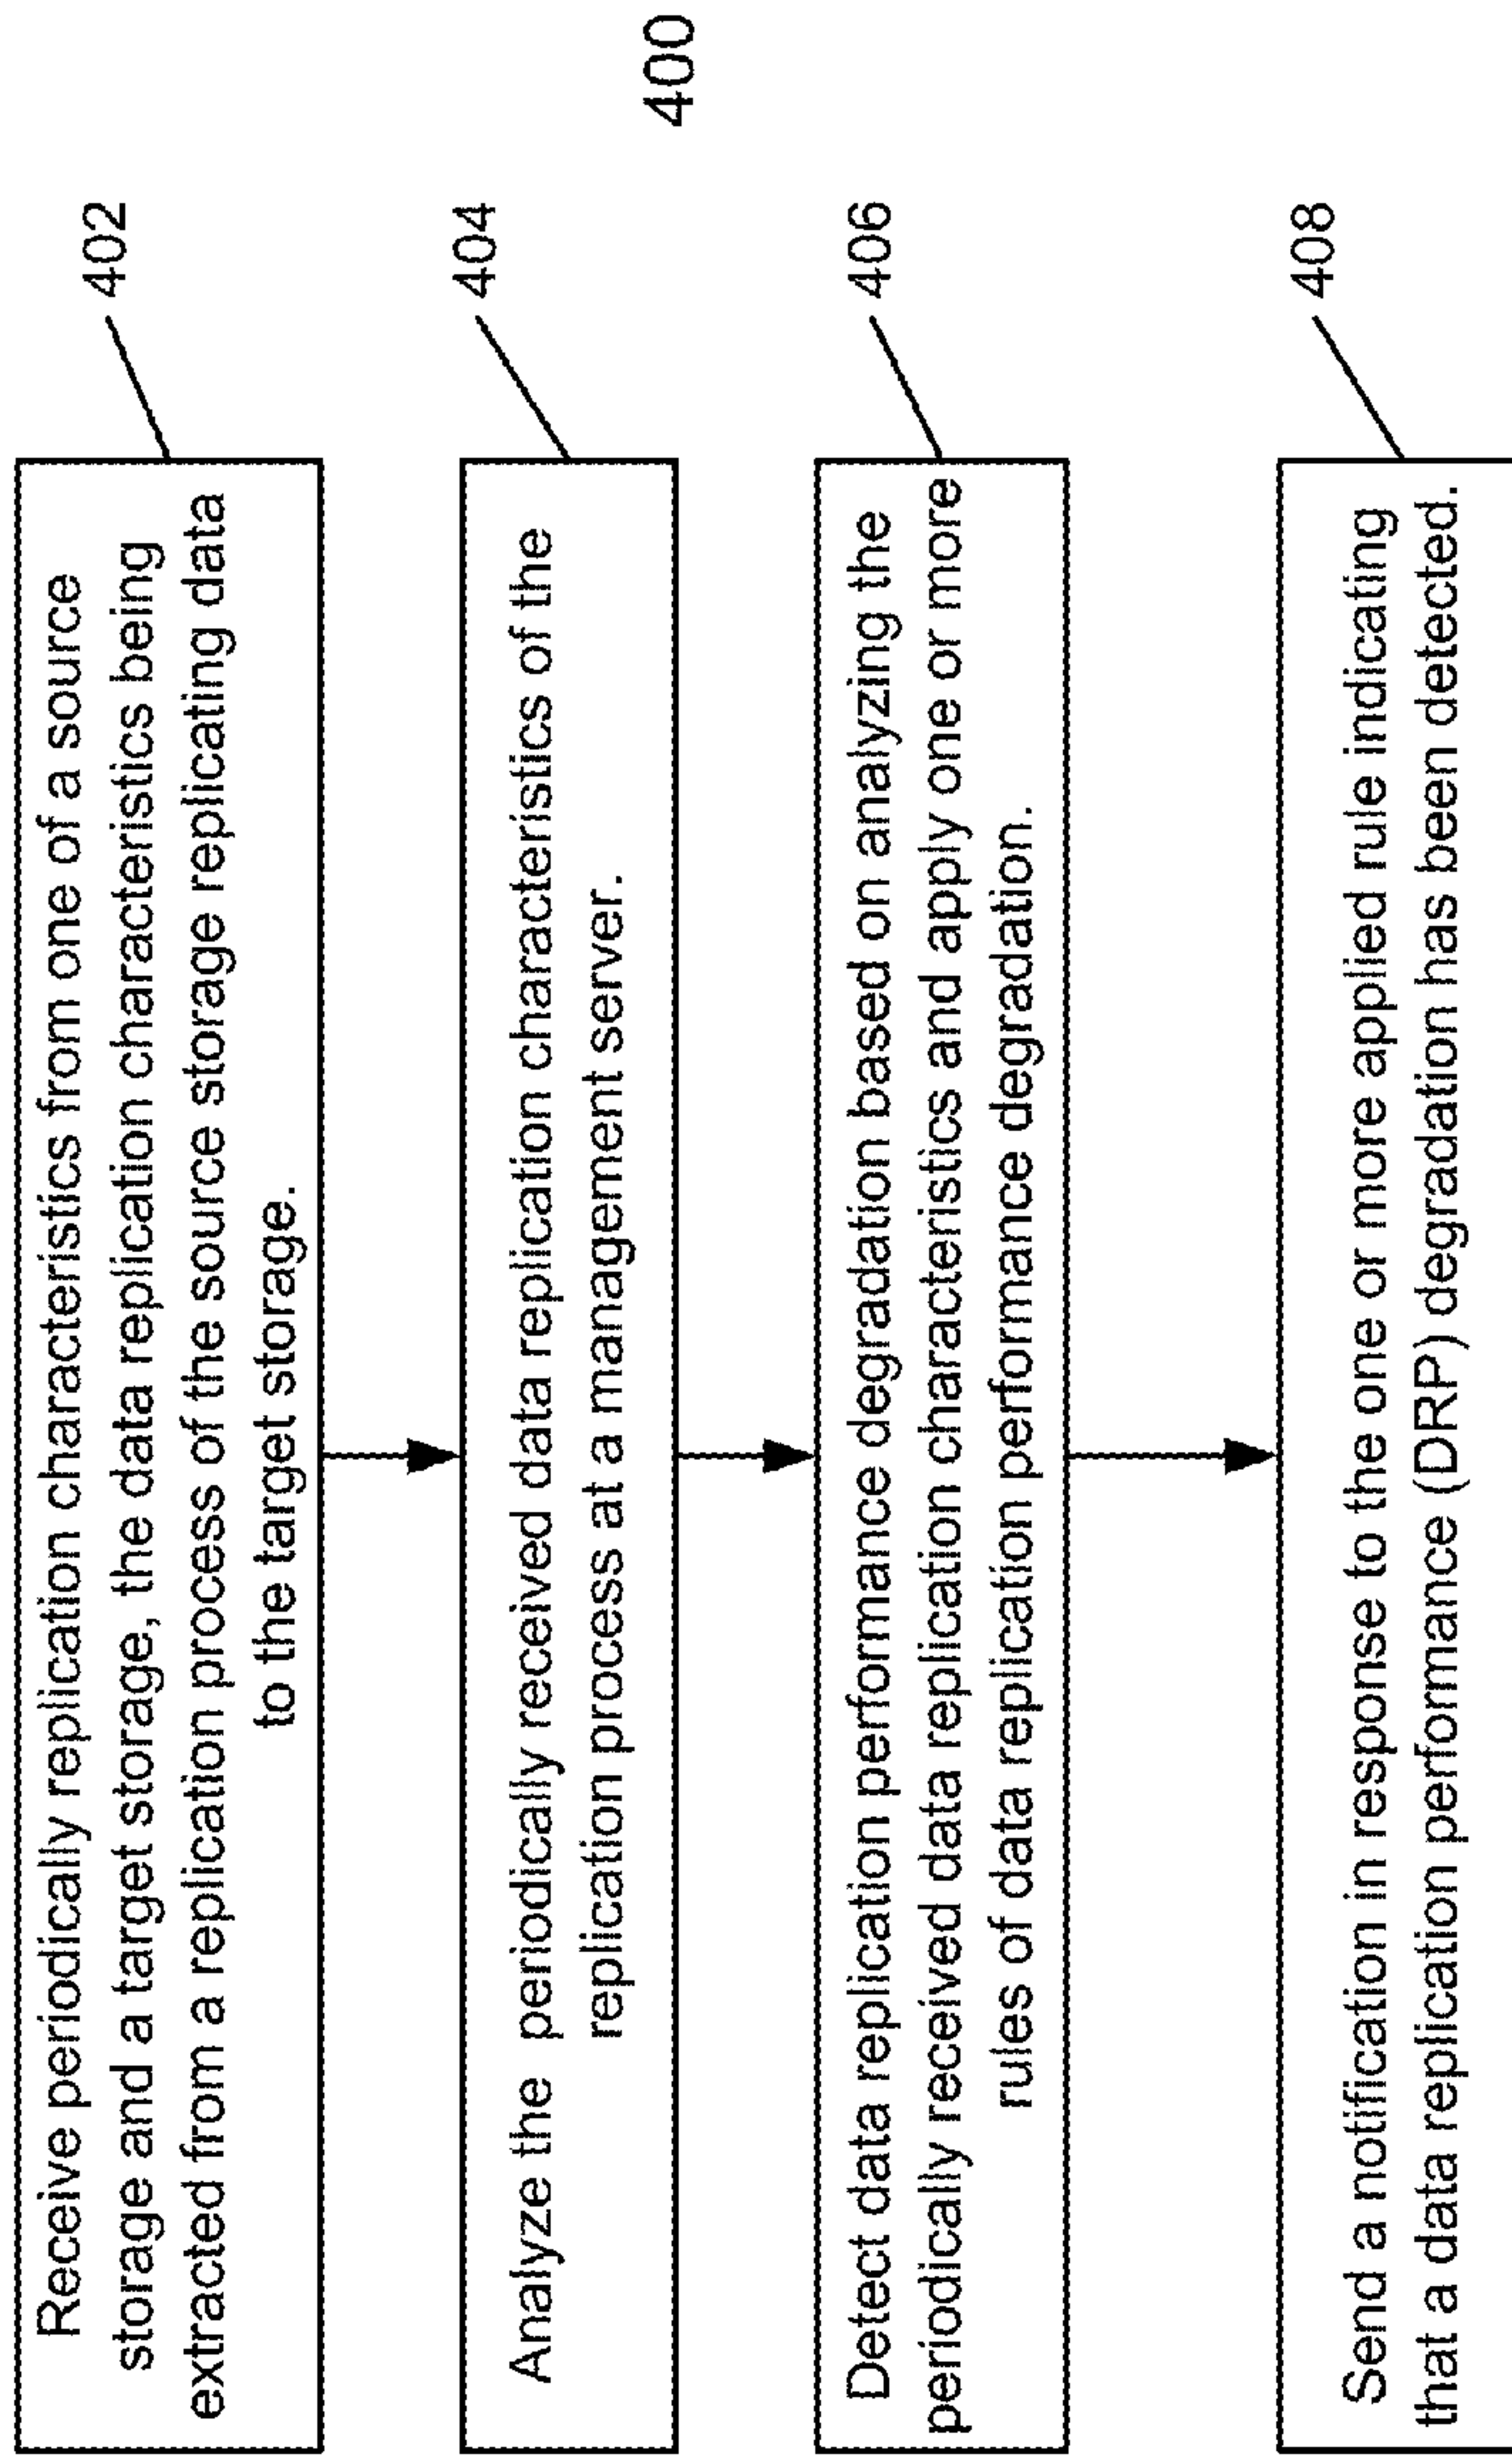 400
Receive periodically replication characteristics from one of a source
storage and a target storage, the data replication characteristics being
extracted from a replication process of the source storage replicating data
to the target storage.
402
Analyze the periodically received data replication characteristics of the
replication process at a management server.
404
Detect data replication performance degradation based on analyzing the
periodically received data replication characteristics and apply one or more
rules of data replication performance degradation.
406
Send a notification in response to the one or more applied rule indicating
that a data replication performance (DRP) degradation has been detected.
408